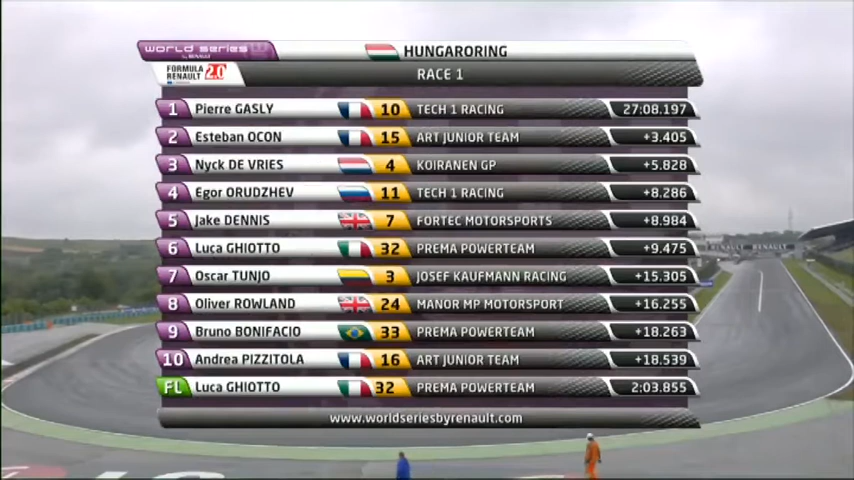 WORLD SERIES
BY RENAULT
HUNGARORING
FORMULA
RENAULT 2.0
RACE 1
1 Pierre GASLY 10 TECH 1 RACING 27:08.197
2 Esteban OCON 15 ART JUNIOR TEAM +3.405
3 Nyck DE VRIES 4 KOIRANEN GP +5.828
4 Egor ORUDZHEV 11 TECH 1 RACING +8.286
5 Jake DENNIS 7 FORTEC MOTORSPORTS +8.984
6 Luca GHIOTTO 32 PREMA POWERTEAM +9.475
7 Oscar TUNJO 3 JOSEF KAUFMANN RACING +15.305
8 Oliver ROWLAND 24 MANOR MP MOTORSPORT +16.255
9 Bruno BONIFACIO 33 PREMA POWERTEAM +18.263
10 Andrea PIZZITOLA 16 ART JUNIOR TEAM +18.539
FL Luca GHIOTTO 32 PREMA POWERTEAM 2:03.855
www.worldseriesbyrenault.com
RENAULT RENAULT